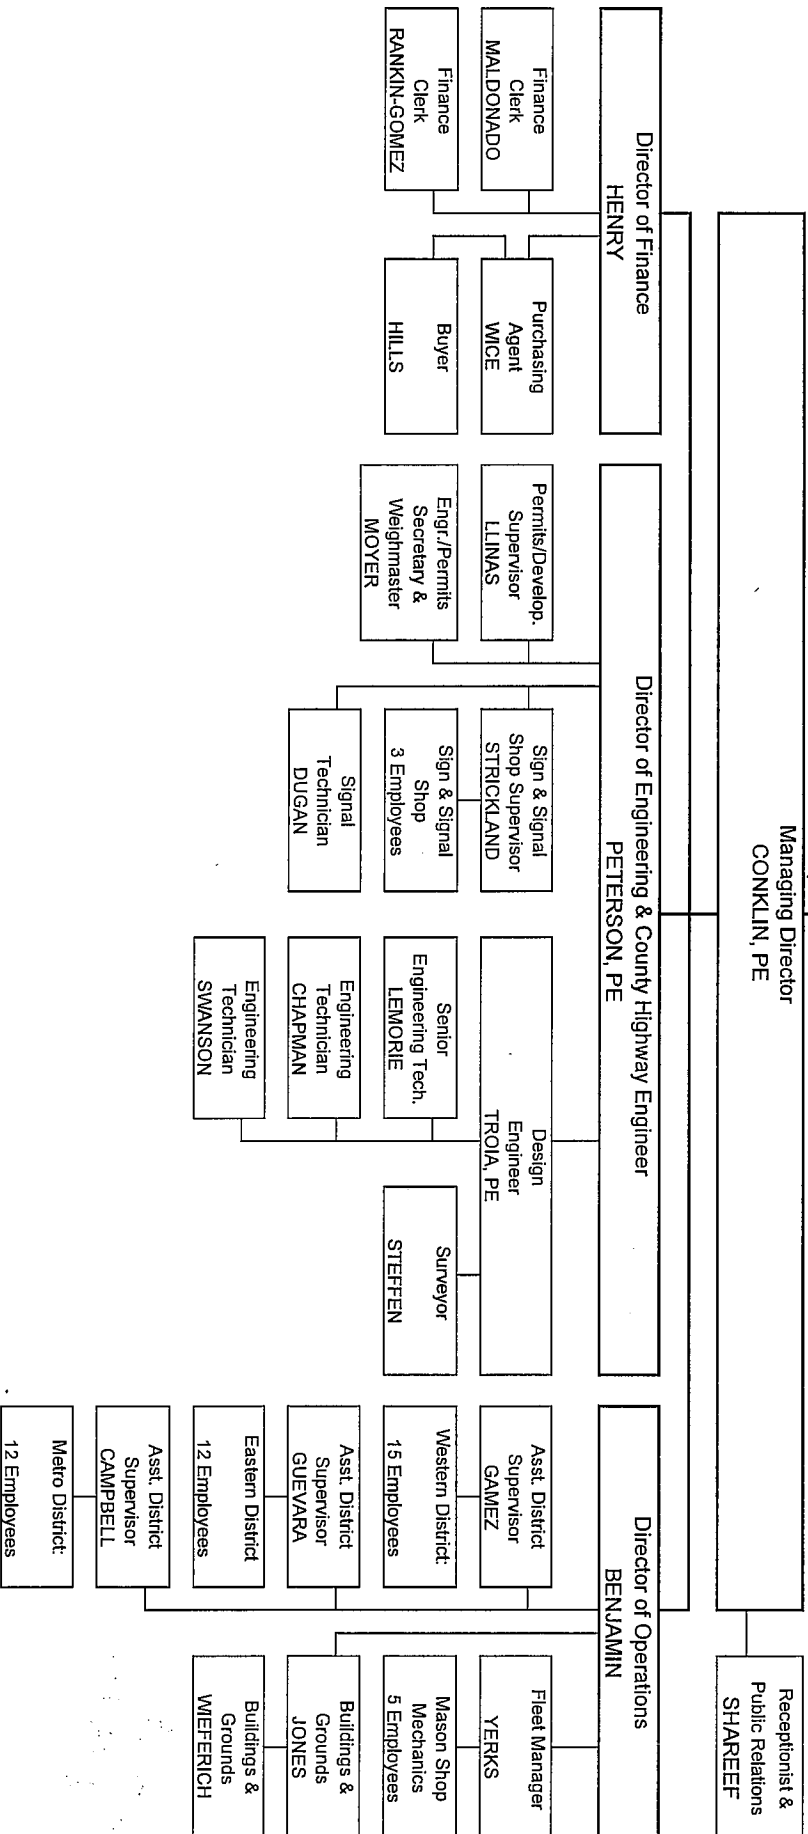 Managing Director
CONKLIN, PE
Receptionist &
Public Relations
SHAREEF
Director of Finance
HENRY
Finance
Clerk
MALDONADO
Finance
Clerk
RANKIN-GOMEZ
Purchasing
Agent
WICE
Buyer
HILLS
Director of Engineering & County Highway Engineer
PETERSON, PE
Permits/Develop.
Supervisor
LLINAS
Engr./Permits
Secretary &
Weighmaster
MOYER
Sign & Signal
Shop Supervisor
STRICKLAND
Sign & Signal
Shop
3 Employees
Signal
Technician
DUGAN
Design
Engineer
TROIA, PE
Senior
Engineering Tech.
LEMORIE
Engineering
Technician
CHAPMAN
Engineering
Technician
SWANSON
Surveyor
STEFFEN
Director of Operations
BENJAMIN
Asst. District
Supervisor
GAMEZ
Western District:
15 Employees
Asst. District
Supervisor
GUEVARA
Eastern District
12 Employees
Asst. District
Supervisor
CAMPBELL
Metro District:
12 Employees
Fleet Manager
YERKS
Mason Shop
Mechanics
5 Employees
Buildings &
Grounds
JONES
Buildings &
Grounds
WIEFERICH